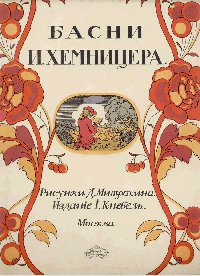 БАСНИ
И.ХЕМНИЦЕРА.
Рисунки Д.Митрохина.
Издание І.Кнебель.
Москва.